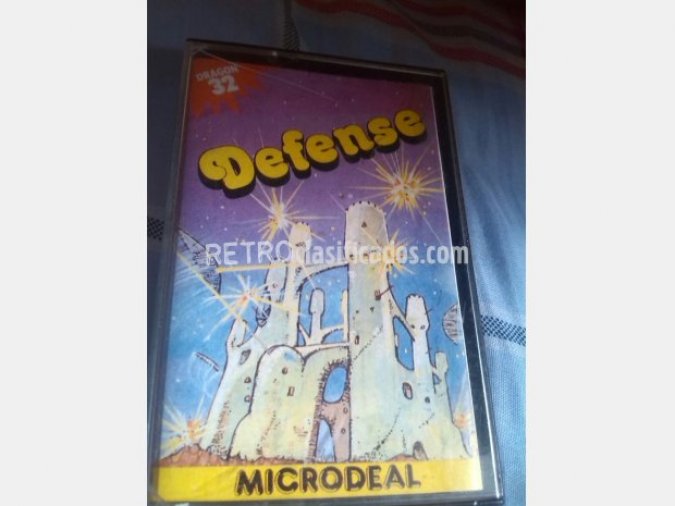 DRAGON
32
Defense
RETROclasificados.com
MICRODEAL